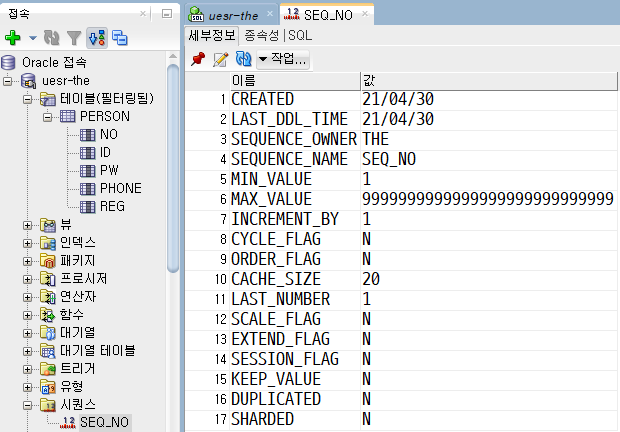 접속
Oracle 접속
uesr-the
테이블(필터링됨)
PERSON
NO
ID
PW
PHONE
REG
뷰
인덱스
패키지
프로시저
연산자
함수
대기열
대기열 테이블
트리거
유형
시퀀스
SEQ_NO
uesr-the
SEQ_NO
세부정보 종속성 SQL
작업...
이름 값
1 CREATED 21/04/30
2 LAST_DDL_TIME 21/04/30
3 SEQUENCE_OWNER THE
4 SEQUENCE_NAME SEQ_NO
5 MIN_VALUE 1
6 MAX_VALUE 9999999999999999999999999999
7 INCREMENT_BY 1
8 CYCLE_FLAG N
9 ORDER_FLAG N
10 CACHE_SIZE 20
11 LAST_NUMBER 1
12 SCALE_FLAG N
13 EXTEND_FLAG N
14 SESSION_FLAG N
15 KEEP_VALUE N
16 DUPLICATED N
17 SHARDED N